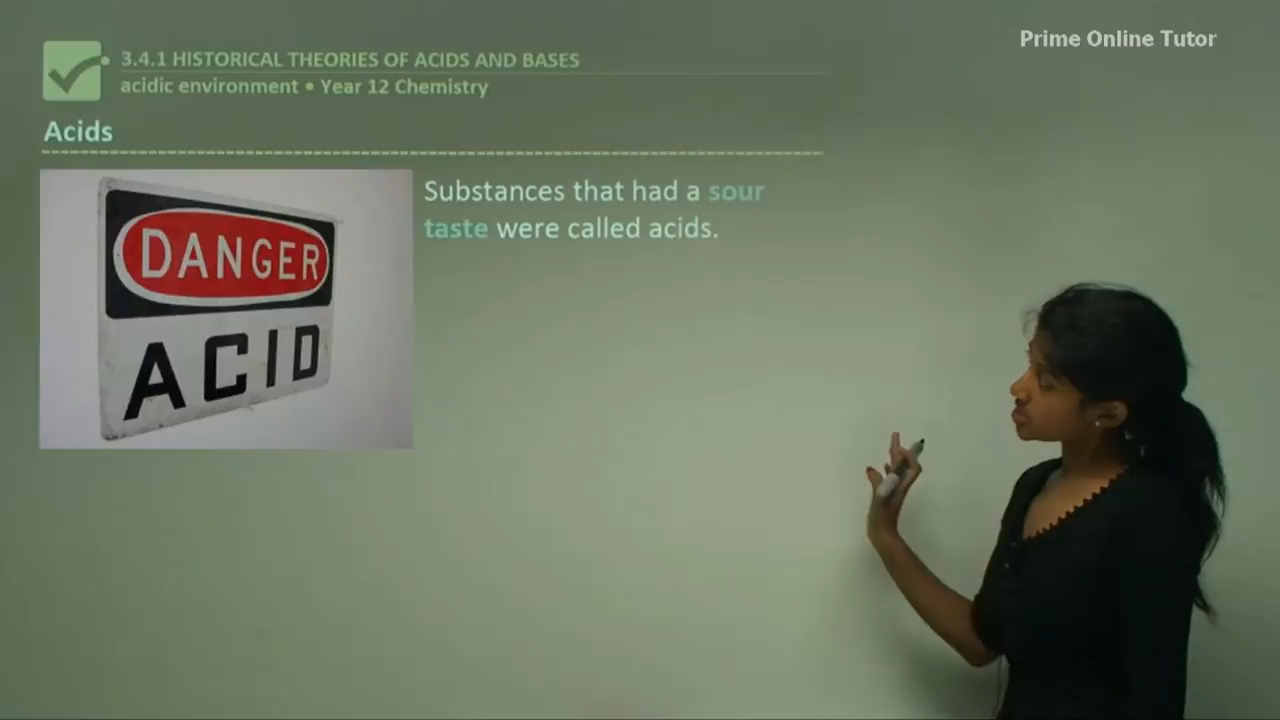 Prime Online Tutor
3.4.1 HISTORICAL THEORIES OF ACIDS AND BASES
acidic environment • Year 12 Chemistry
Acids
DANGER
ACID
Substances that had a sour
taste were called acids.